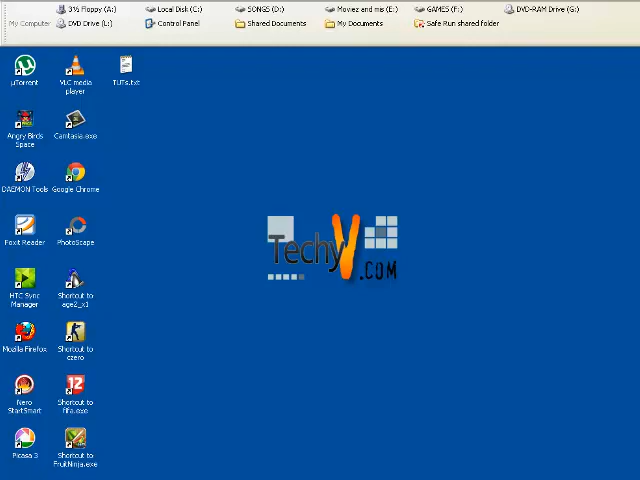 3½ Floppy (A:) Local Disk (C:) SONGS (D:) Moviez and mis (E:) GAMES (F:) DVD-RAM Drive (G:)
My Computer DVD Drive (L:) Control Panel Shared Documents My Documents Safe Run shared folder
µTorrent
VLC media
player
TUTs.txt
Angry Birds
Space
Camtasia.exe
DAEMON Tools
Google Chrome
Foxit Reader
PhotoScape
HTC Sync
Manager
Shortcut to
age2_x1
Mozilla Firefox
Shortcut to
czero
Nero
StartSmart
12
Shortcut to
fifa.exe
Picasa 3
Shortcut to
FruitNinja.exe
TechyV
.COM